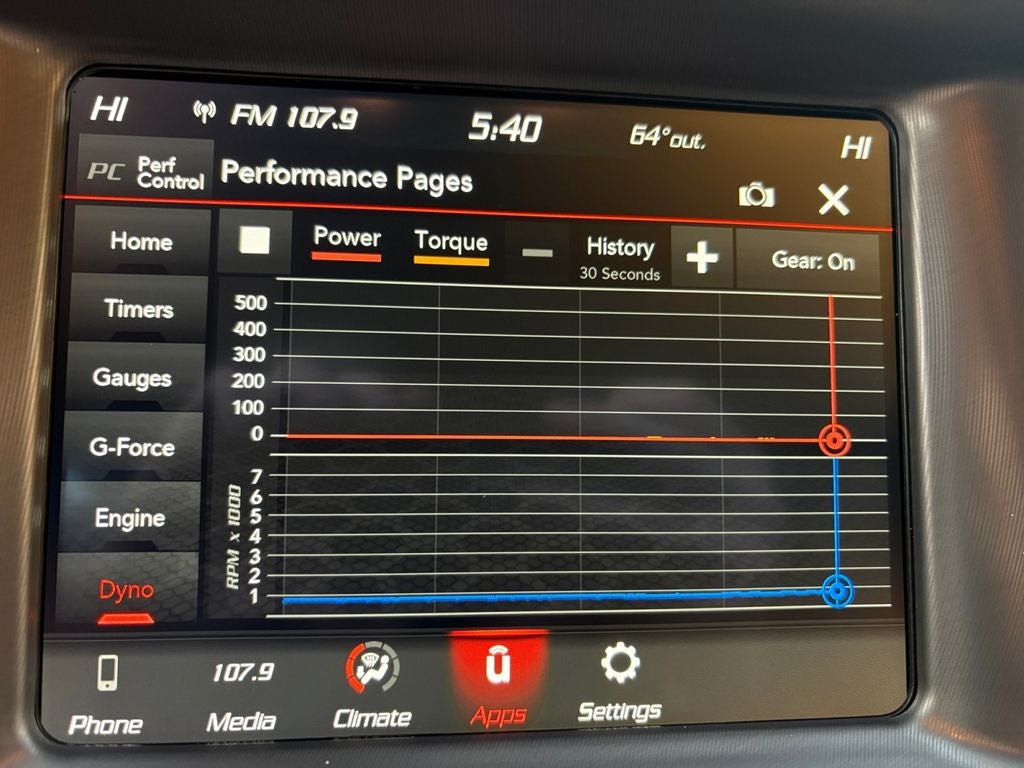 HI FM 107.9 5:40 64° out. HI
PC Perf Control
Performance Pages
Home
Timers
Gauges
G-Force
Engine
Dyno
Power Torque History Gear: On
30 Seconds
500
400
300
200
100
0
7
6
5
4
3
2
1
RPM x 1000
107.9
Phone Media Climate Apps Settings